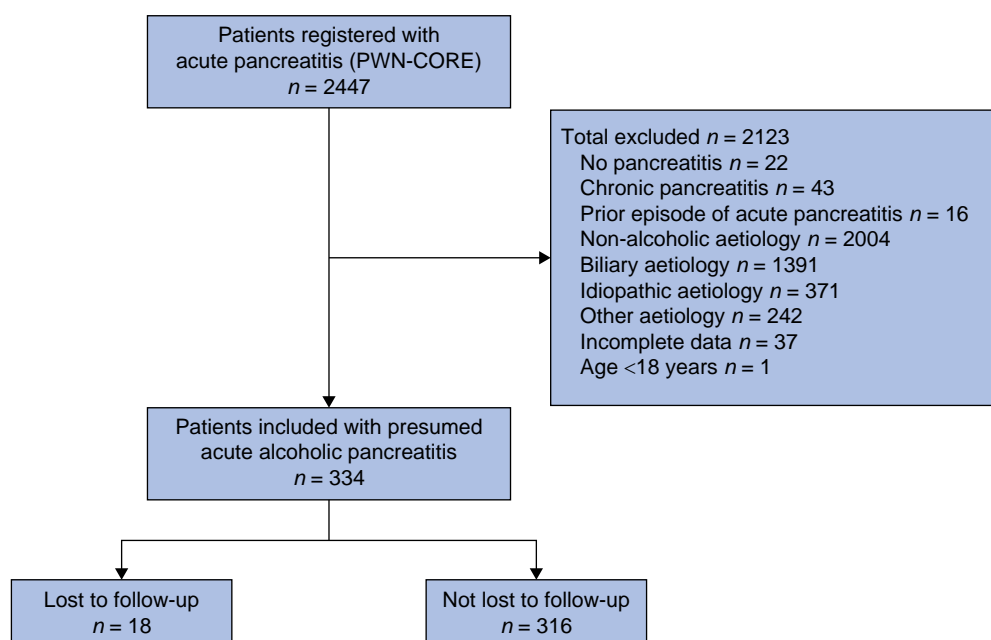 Patients registered with
acute pancreatitis (PWN-CORE)
n = 2447
Total excluded n = 2123
No pancreatitis n = 22
Chronic pancreatitis n = 43
Prior episode of acute pancreatitis n = 16
Non-alcoholic aetiology n = 2004
Biliary aetiology n = 1391
Idiopathic aetiology n = 371
Other aetiology n = 242
Incomplete data n = 37
Age <18 years n = 1
Patients included with presumed
acute alcoholic pancreatitis
n = 334
Lost to follow-up
n = 18
Not lost to follow-up
n = 316